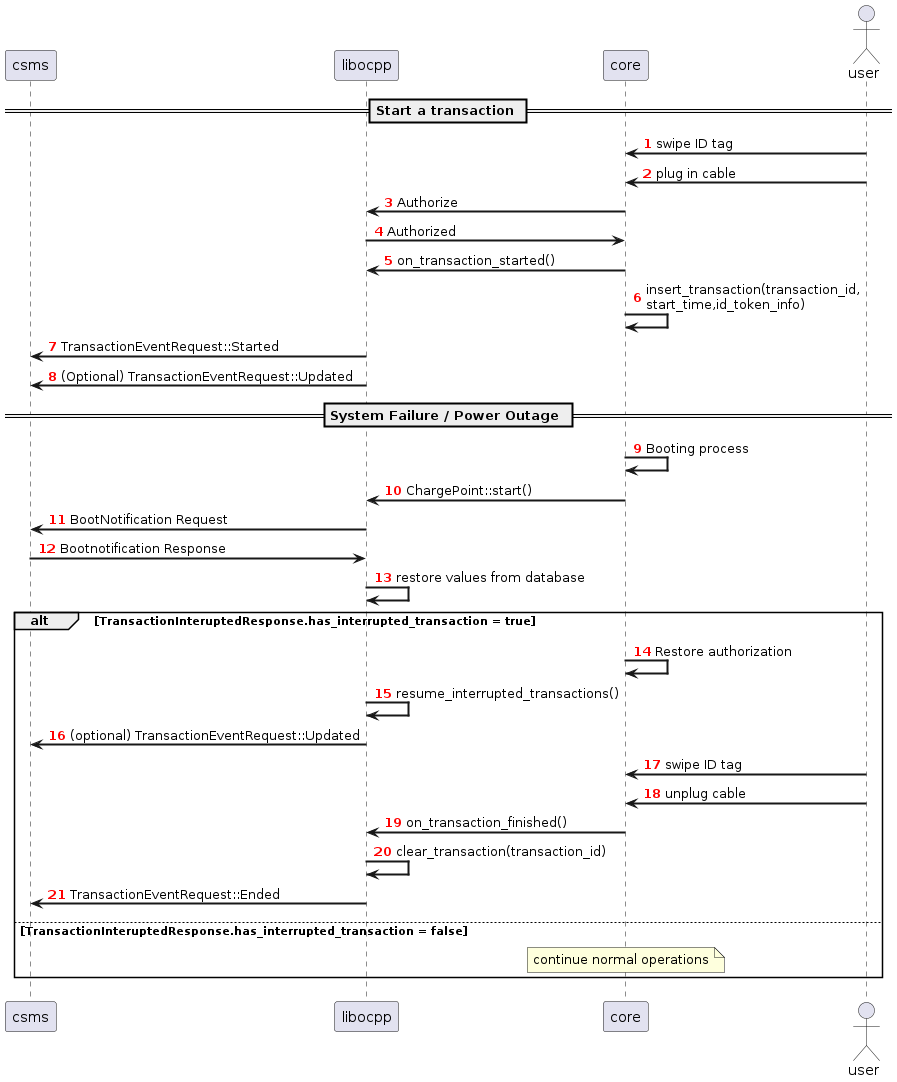 user
csms
libocpp
core
Start a transaction
1 swipe ID tag
2 plug in cable
3 Authorize
4 Authorized
5 on_transaction_started()
6 insert_transaction(transaction_id,
start_time,id_token_info)
7 TransactionEventRequest::Started
8 (Optional) TransactionEventRequest::Updated
System Failure / Power Outage
9 Booting process
10 ChargePoint::start()
11 BootNotification Request
12 Bootnotification Response
13 restore values from database
alt [TransactionInteruptedResponse.has_interrupted_transaction = true]
14 Restore authorization
15 resume_interrupted_transactions()
16 (optional) TransactionEventRequest::Updated
17 swipe ID tag
18 unplug cable
19 on_transaction_finished()
20 clear_transaction(transaction_id)
21 TransactionEventRequest::Ended
[TransactionInteruptedResponse.has_interrupted_transaction = false]
continue normal operations
csms
libocpp
core
user